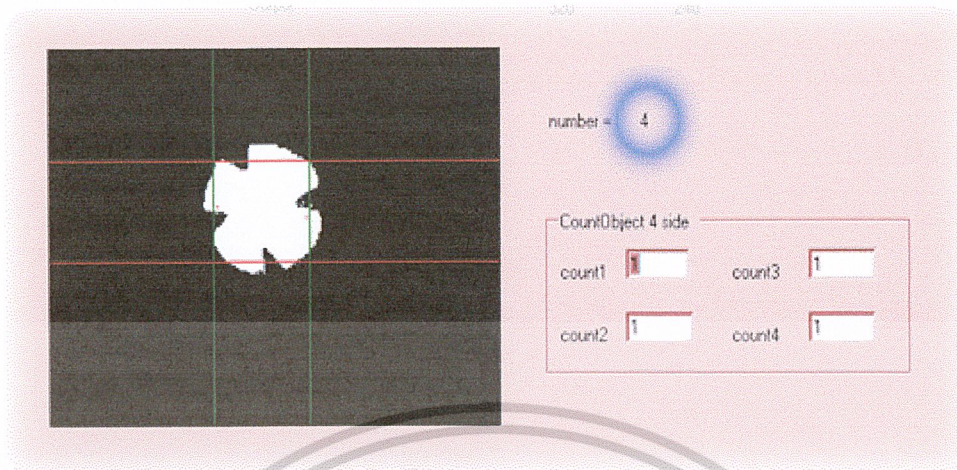 number = 4
CountObject 4 side
count1 1 count3 1
count2 1 count4 1